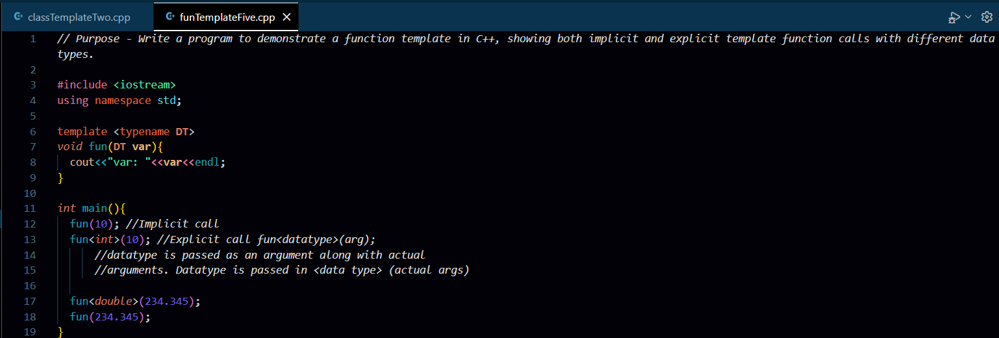 classTemplateTwo.cpp funTemplateFive.cpp
1 // Purpose - Write a program to demonstrate a function template in C++, showing both implicit and explicit template function calls with different data
types.
2
3 #include <iostream>
4 using namespace std;
5
6 template <typename DT>
7 void fun(DT var){
8 cout<<"var: "<<var<<endl;
9 }
10
11 int main(){
12 fun(10); //Implicit call
13 fun<int>(10); //Explicit call fun<datatype>(arg);
14 //datatype is passed as an argument along with actual
15 //arguments. Datatype is passed in <data type> (actual args)
16
17 fun<double>(234.345);
18 fun(234.345);
19 }